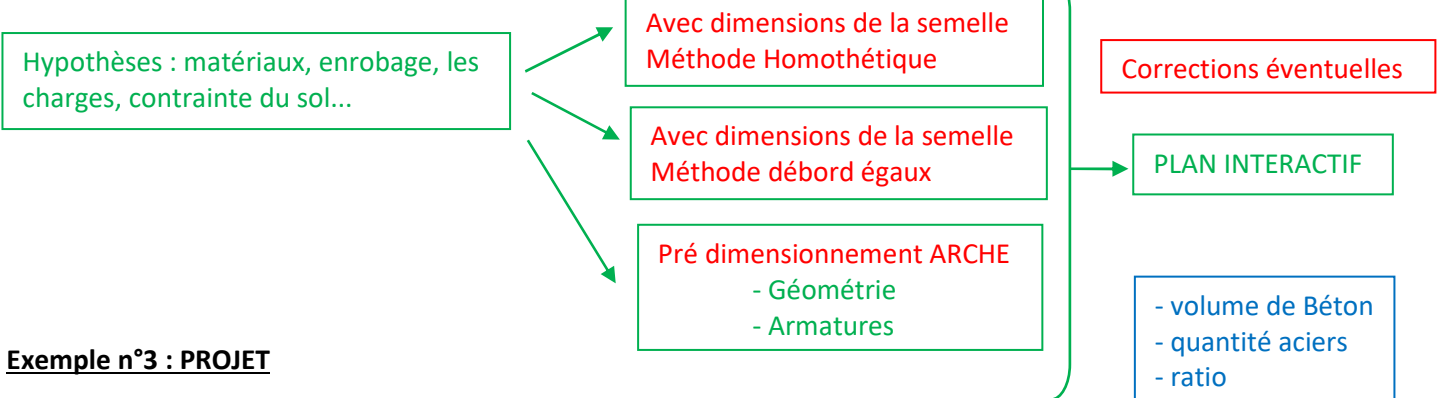 Hypothèses : matériaux, enrobage, les
charges, contrainte du sol...
Avec dimensions de la semelle
Méthode Homothétique
Avec dimensions de la semelle
Méthode débord égaux
Pré dimensionnement ARCHE
- Géométrie
- Armatures
Corrections éventuelles
PLAN INTERACTIF
- volume de Béton
- quantité aciers
- ratio
Exemple n°3 : PROJET